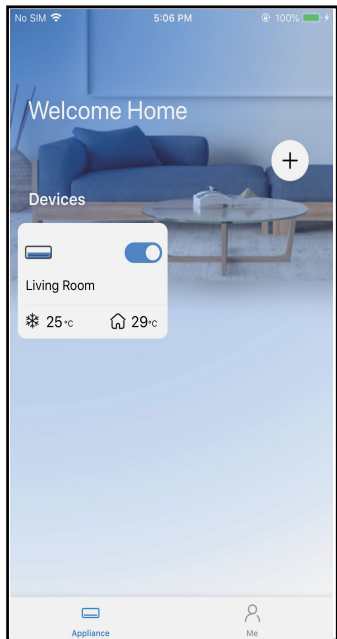 No SIM 5:06 PM 100%
Welcome Home
+
Devices
Living Room
25°C 29°C
Appliance Me